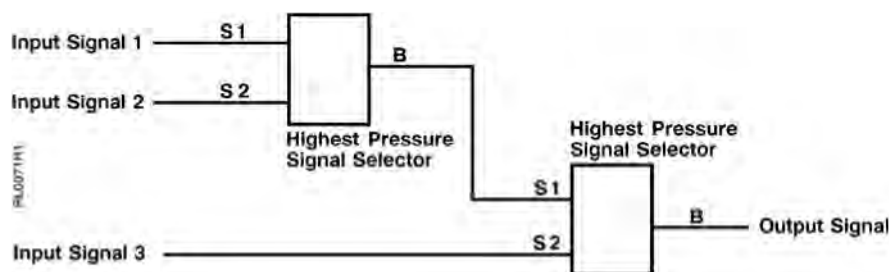 Input Signal 1
S1
B
Input Signal 2
S2
Highest Pressure
Signal Selector
Highest Pressure
Signal Selector
RL0071R1
S1
B
Output Signal
Input Signal 3
S2